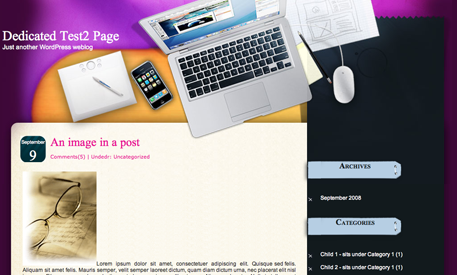 Dedicated Test2 Page
Just another WordPress weblog
September
9
An image in a post
Comments(5) | Undedr: Uncategorized
Lorem ipsum dolor sit amet, consectetuer adipiscing elit. Quisque sed felis.
Aliquam sit amet felis. Mauris semper, velit semper laoreet dictum, quam diam dictum urna, nec placerat elit nisl
ARCHIVES
September 2008
CATEGORIES
Child 1 - sits under Category 1 (1)
Child 2 - sits under Category 1 (1)